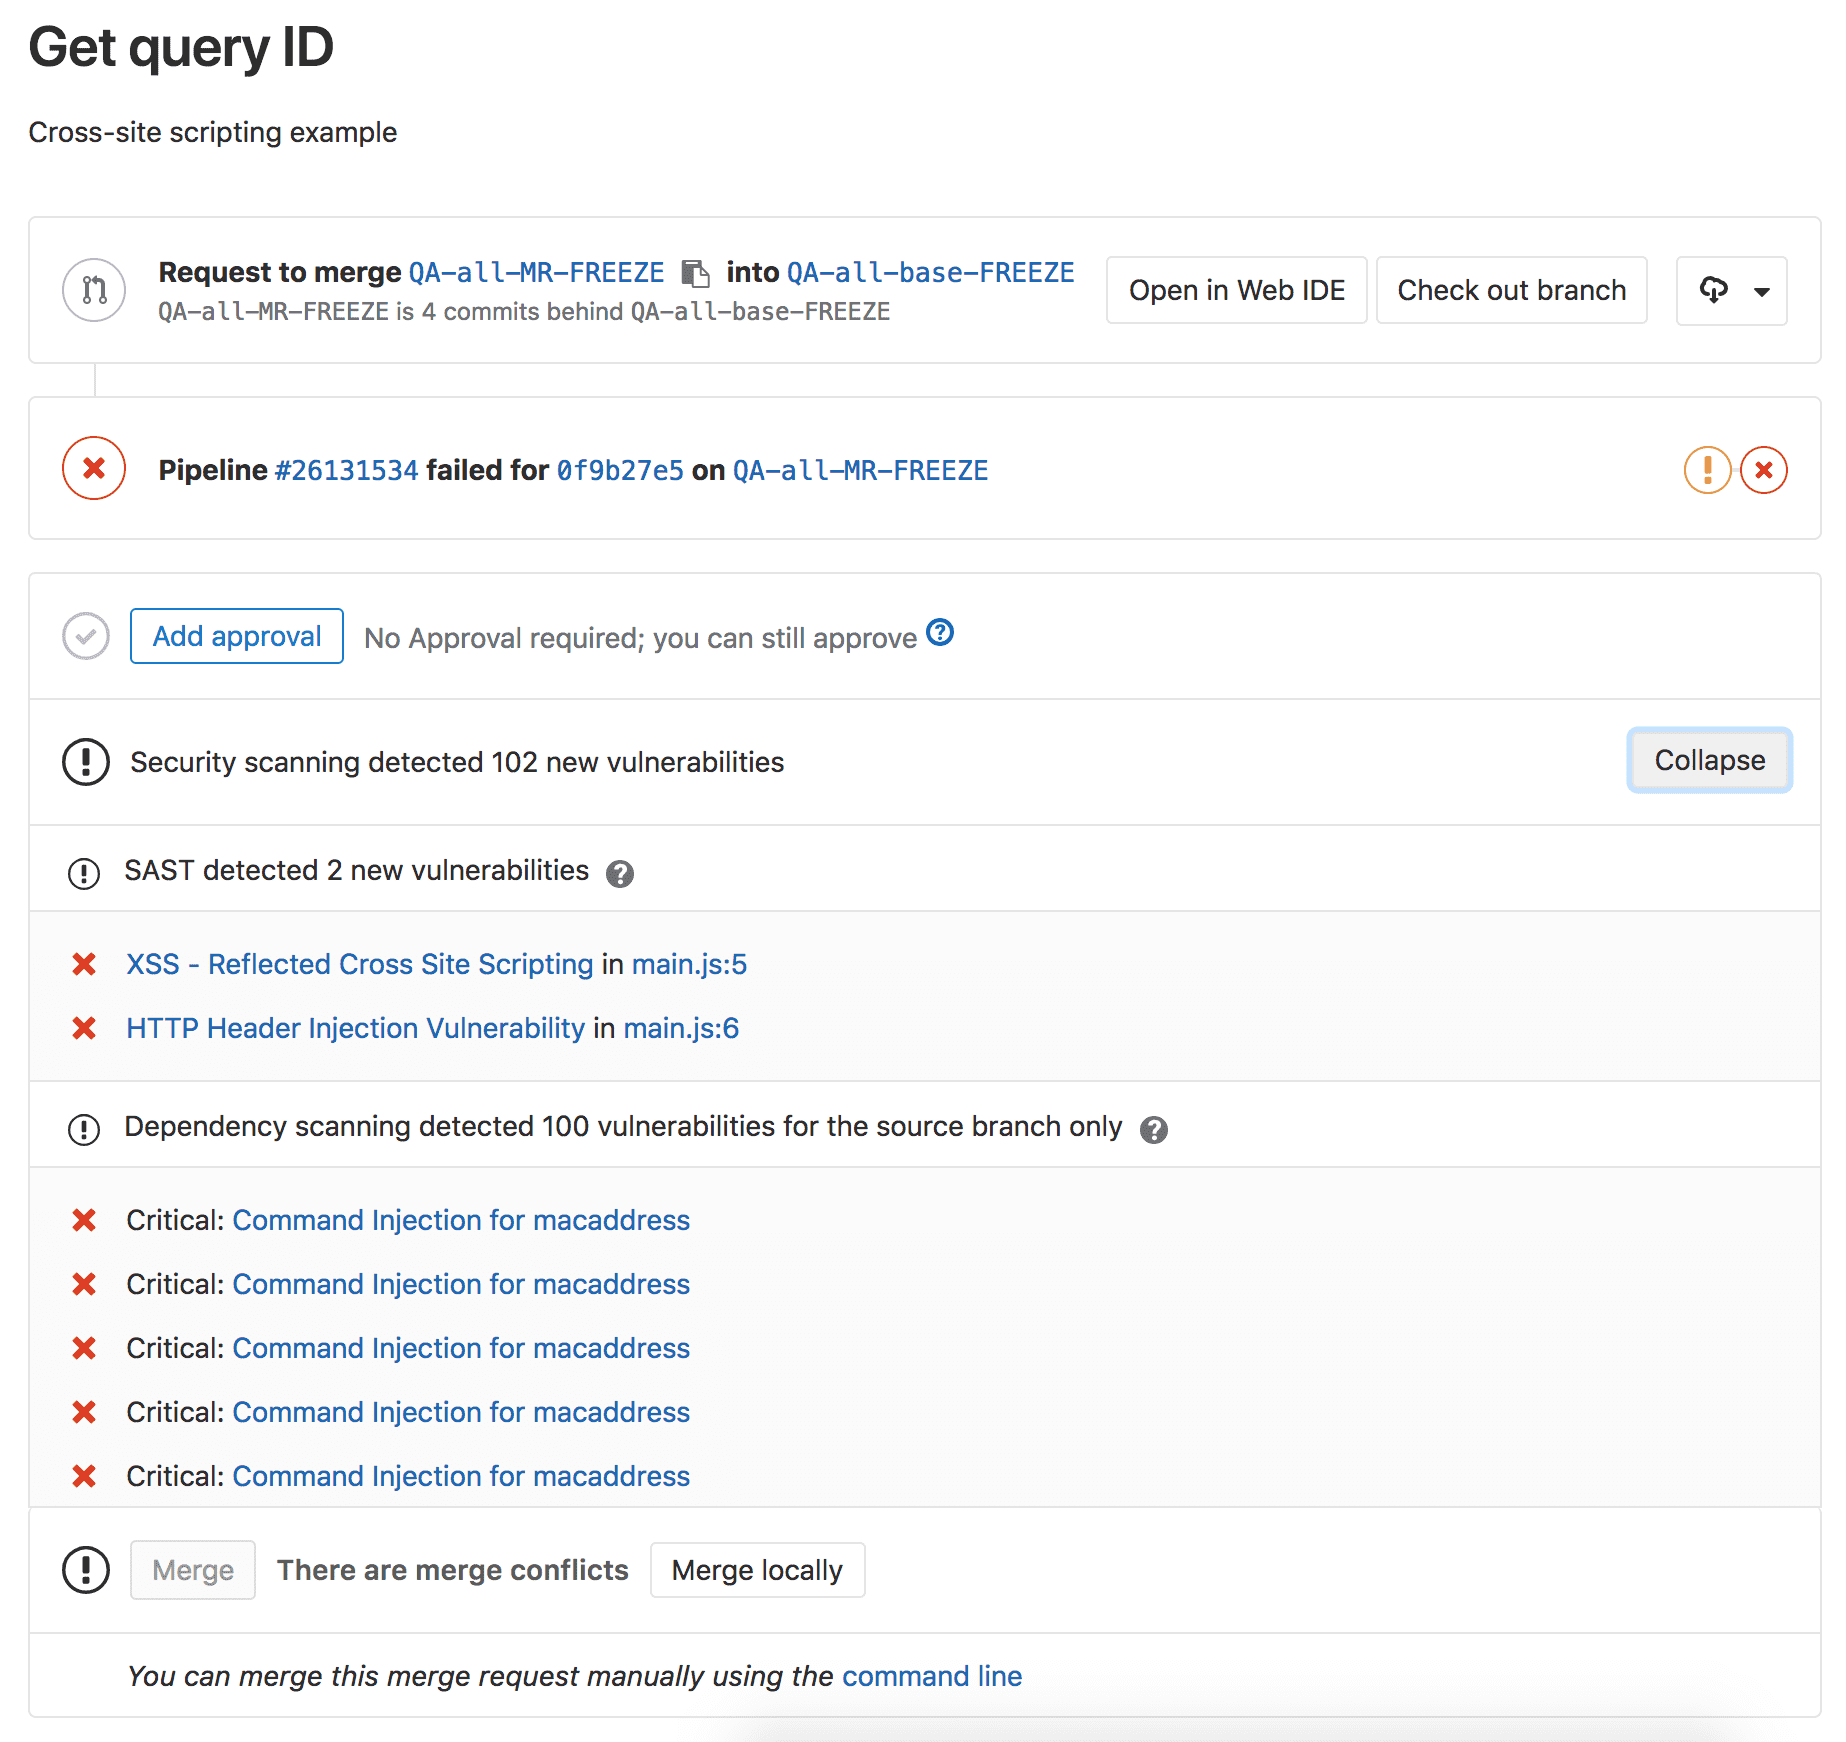 Get query ID
Cross-site scripting example
Request to merge QA-all-MR-FREEZE into QA-all-base-FREEZE
QA-all-MR-FREEZE is 4 commits behind QA-all-base-FREEZE
Open in Web IDE
Check out branch
Pipeline #26131534 failed for 0f9b27e5 on QA-all-MR-FREEZE
Add approval No Approval required; you can still approve
Security scanning detected 102 new vulnerabilities
Collapse
SAST detected 2 new vulnerabilities
XSS - Reflected Cross Site Scripting in main.js:5
HTTP Header Injection Vulnerability in main.js:6
Dependency scanning detected 100 vulnerabilities for the source branch only
Critical: Command Injection for macaddress
Critical: Command Injection for macaddress
Critical: Command Injection for macaddress
Critical: Command Injection for macaddress
Critical: Command Injection for macaddress
Merge There are merge conflicts Merge locally
You can merge this merge request manually using the command line